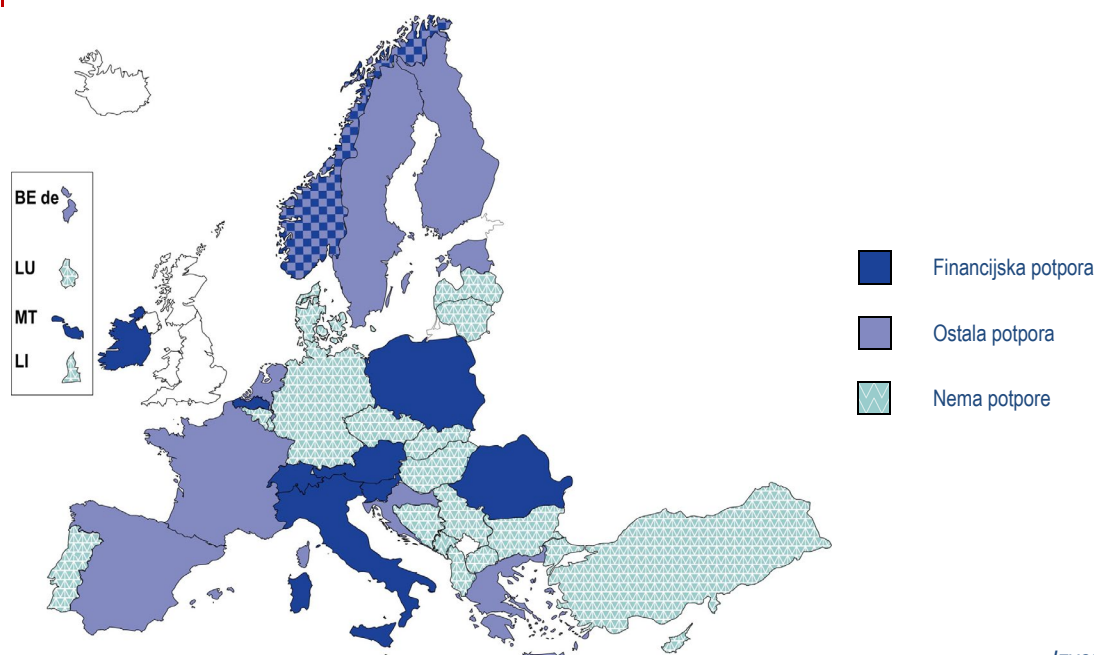 BE de
LU
MT
LI
Financijska potpora
Ostala potpora
Nema potpore